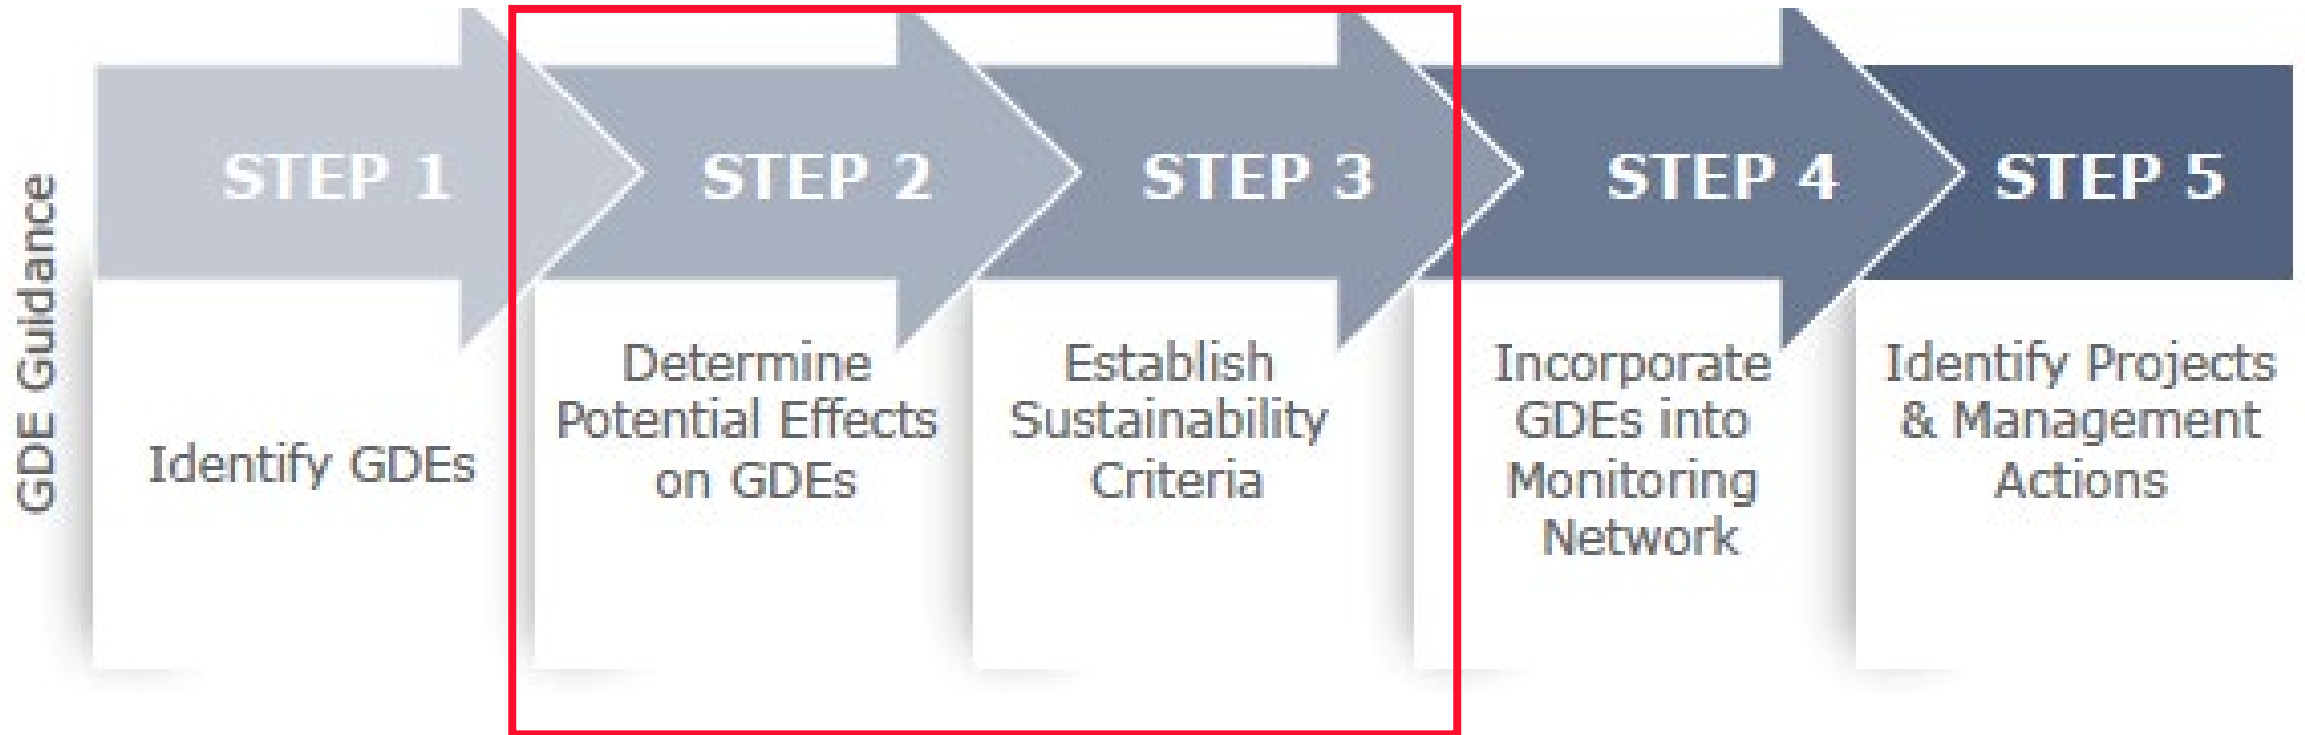 GDE Guidance
STEP 1
Identify GDEs
STEP 2
Determine
Potential Effects
on GDEs
STEP 3
Establish
Sustainability
Criteria
STEP 4
Incorporate
GDEs into
Monitoring
Network
STEP 5
Identify Projects
& Management
Actions